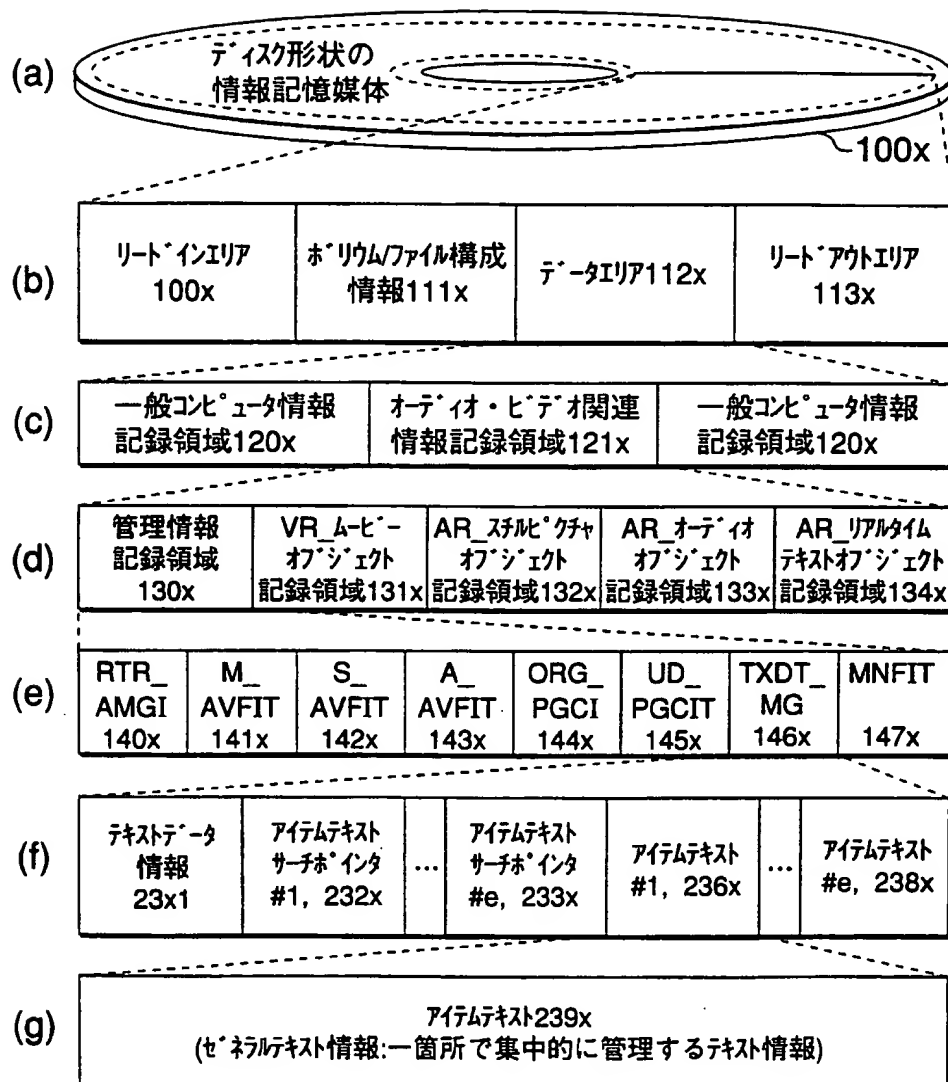 (a)
ディスク形状の
情報記憶媒体
100x
(b)
リードインエリア
100x
ボリウム/ファイル構成
情報111x
データエリア112x
リードアウトエリア
113x
(c)
一般コンピュータ情報
記録領域120x
オーディオ・ビデオ関連
情報記録領域121x
一般コンピュータ情報
記録領域120x
(d)
管理情報
記録領域
130x
VR_ムービー
オブジェクト
記録領域131x
AR_スチルピクチャ
オブジェクト
記録領域132x
AR_オーディオ
オブジェクト
記録領域133x
AR_リアルタイム
テキストオブジェクト
記録領域134x
(e)
RTR_
AMGI
140x
M_
AVFIT
141x
S_
AVFIT
142x
A_
AVFIT
143x
ORG_
PGCI
144x
UD_
PGCIT
145x
TXDT_
MG
146x
MNFIT
147x
(f)
テキストデータ
情報
23x1
アイテムテキスト
サーチポインタ
#1, 232x
...
アイテムテキスト
サーチポインタ
#e, 233x
アイテムテキスト
#1, 236x
...
アイテムテキスト
#e, 238x
(g)
アイテムテキスト239x
(ゼネラルテキスト情報:一箇所で集中的に管理するテキスト情報)